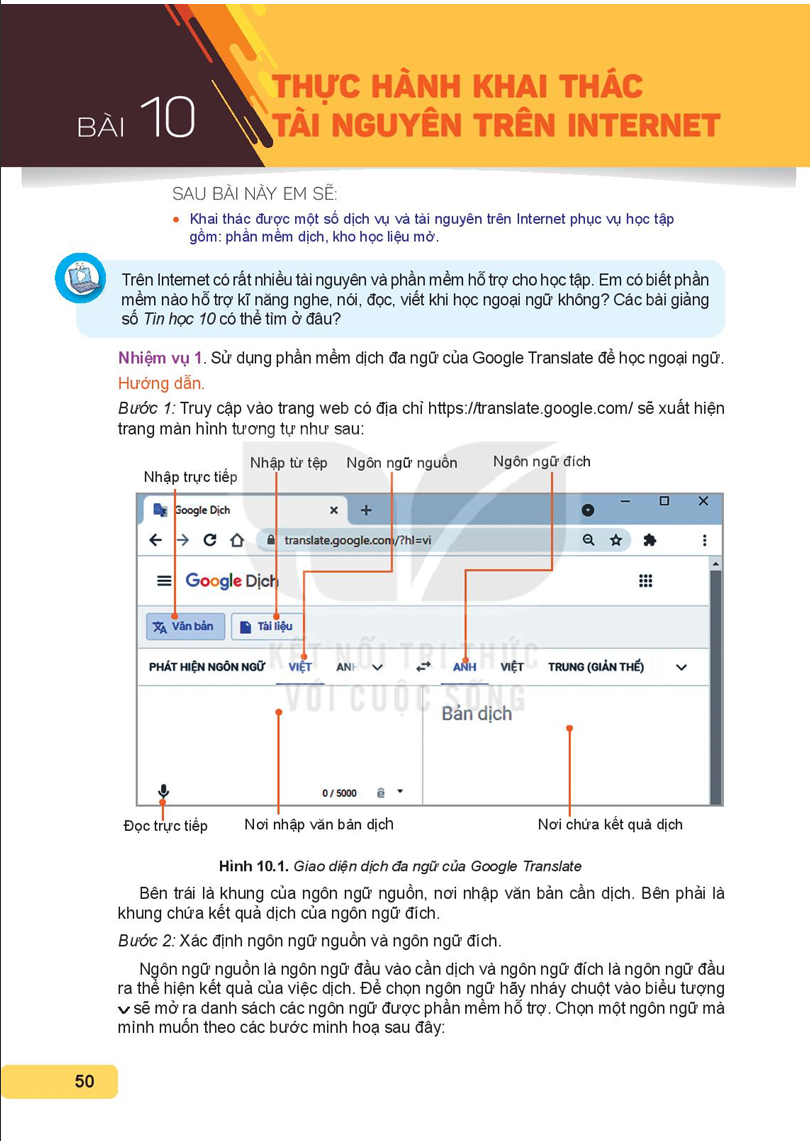 BÀI 10
THỰC HÀNH KHAI THÁC
TÀI NGUYÊN TRÊN INTERNET
SAU BÀI NÀY EM SẼ:
• Khai thác được một số dịch vụ và tài nguyên trên Internet phục vụ học tập
gồm: phần mềm dịch, kho học liệu mở.
Trên Internet có rất nhiều tài nguyên và phần mềm hỗ trợ cho học tập. Em có biết phần
mềm nào hỗ trợ kĩ năng nghe, nói, đọc, viết khi học ngoại ngữ không? Các bài giảng
số Tin học 10 có thể tìm ở đâu?
Nhiệm vụ 1. Sử dụng phần mềm dịch đa ngữ của Google Translate để học ngoại ngữ.
Hướng dẫn.
Bước 1: Truy cập vào trang web có địa chỉ https://translate.google.com/ sẽ xuất hiện
trang màn hình tương tự như sau:
Nhập trực tiếp
Nhập từ tệp
Ngôn ngữ nguồn
Ngôn ngữ đích
Google Dịch
translate.google.com/?hl=vi
Google Dịch
Văn bản
Tài liệu
PHÁT HIỆN NGÔN NGỮ VIỆT ANH ANH VIỆT TRUNG (GIẢN THỂ)
KẾT NỐI TRI THỨC
VỚI CUỘC SỐNG
Bản dịch
0 / 5000
Đọc trực tiếp
Nơi nhập văn bản dịch
Nơi chứa kết quả dịch
Hình 10.1. Giao diện dịch đa ngữ của Google Translate
Bên trái là khung của ngôn ngữ nguồn, nơi nhập văn bản cần dịch. Bên phải là
khung chứa kết quả dịch của ngôn ngữ đích.
Bước 2: Xác định ngôn ngữ nguồn và ngôn ngữ đích.
Ngôn ngữ nguồn là ngôn ngữ đầu vào cần dịch và ngôn ngữ đích là ngôn ngữ đầu
ra thể hiện kết quả của việc dịch. Để chọn ngôn ngữ hãy nháy chuột vào biểu tượng
sẽ mở ra danh sách các ngôn ngữ được phần mềm hỗ trợ. Chọn một ngôn ngữ mà
mình muốn theo các bước minh hoạ sau đây:
50